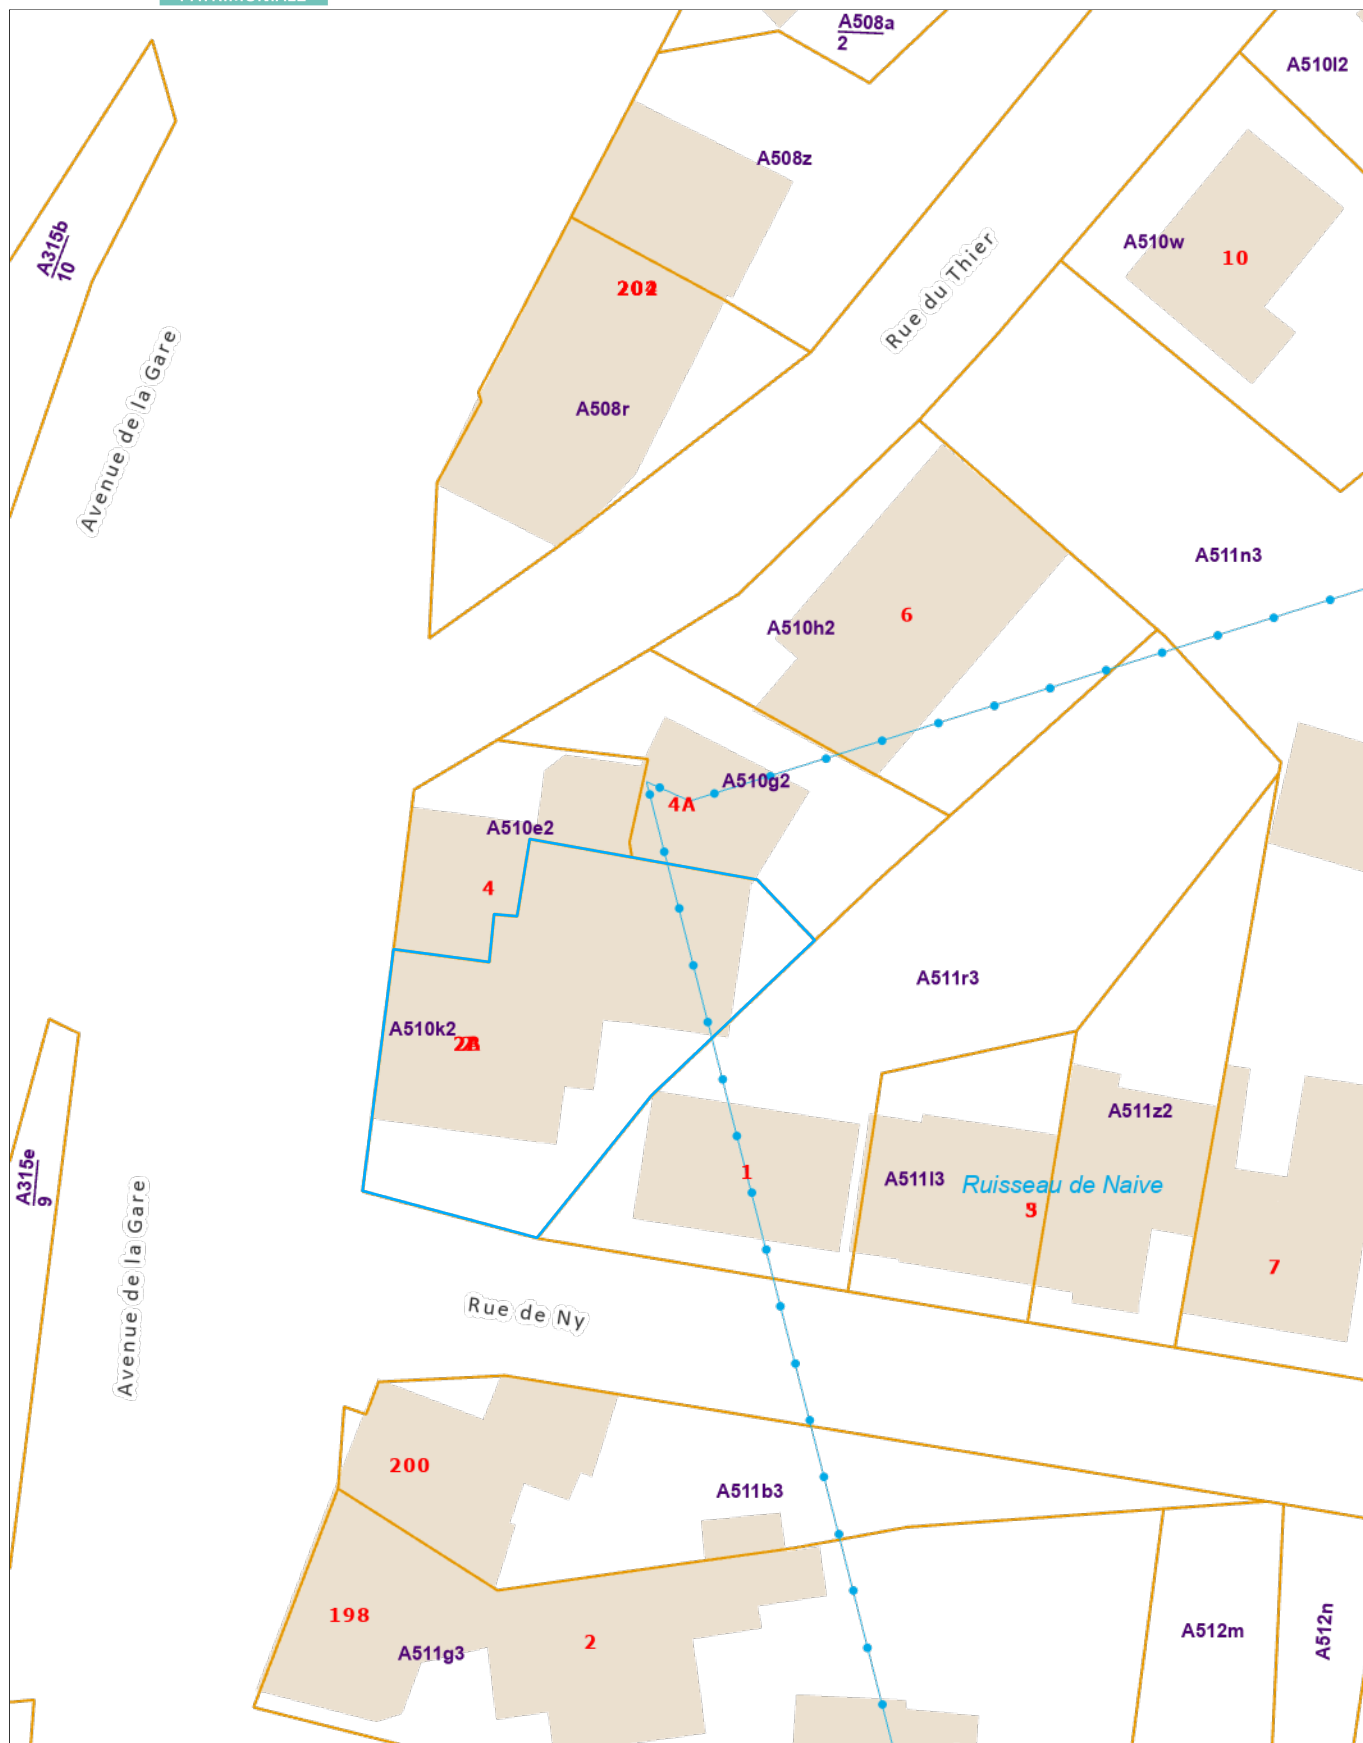 A508a
2
A510l2
A508z
A315b
10
A510w
10
Rue du Thier
Avenue de la Gare
A508r
A511n3
6
A510h2
A510g2
4A
A510e2
4
A511r3
A510k2
A511z2
1
A511l3
Ruisseau de Naive
A315e
9
7
Avenue de la Gare
Rue de Ny
200
A511b3
198
2
A511g3
A512m
A512n